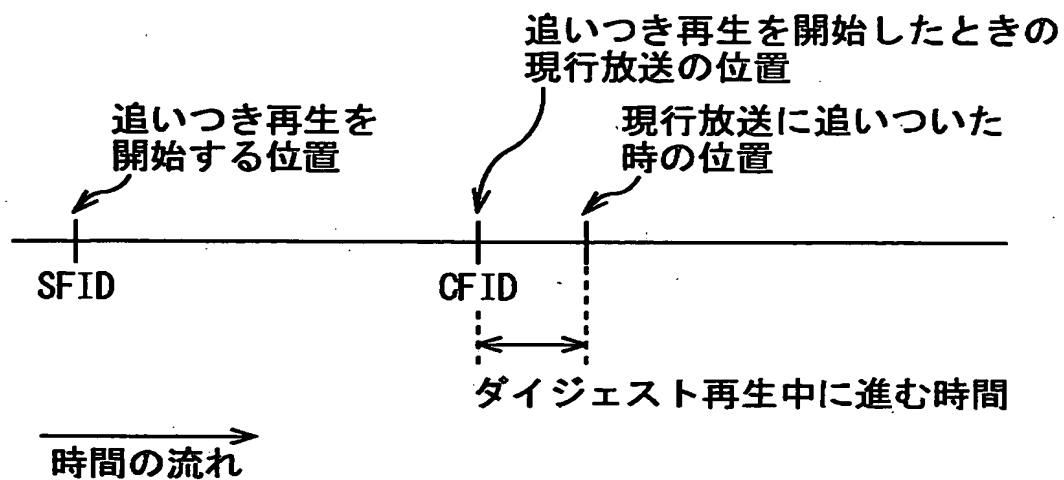 追いつき再生を開始したときの
現行放送の位置
追いつき再生を
開始する位置
現行放送に追いついた
時の位置
SFID
CFID
ダイジェスト再生中に進む時間
時間の流れ